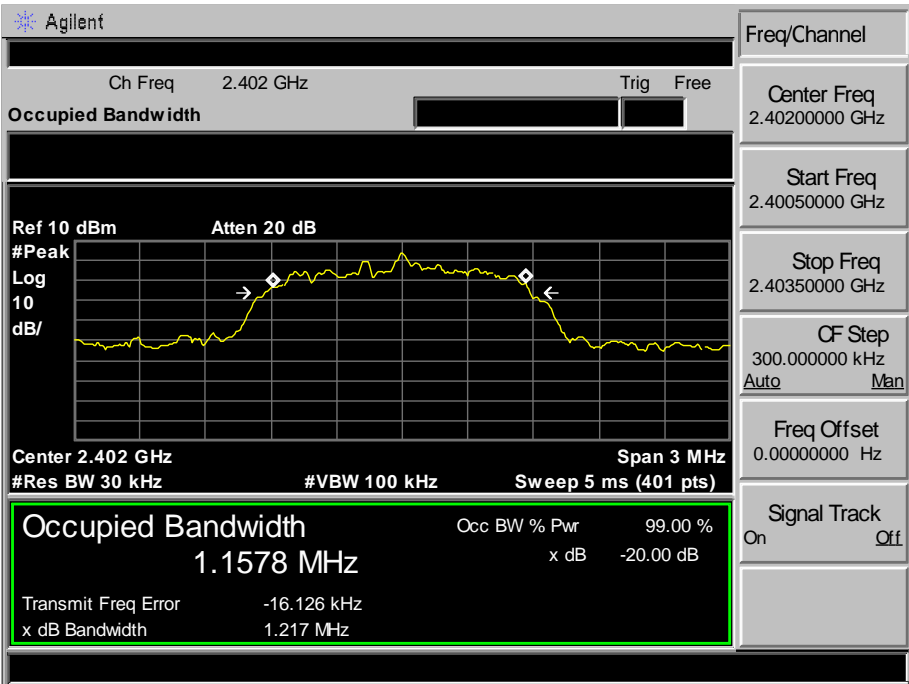 Agilent
Freq/Channel
Ch Freq 2.402 GHz Trig Free
Occupied Bandwidth
Center Freq
2.40200000 GHz
Start Freq
2.40050000 GHz
Stop Freq
2.40350000 GHz
CF Step
300.000000 kHz
Auto Man
Freq Offset
0.00000000 Hz
Signal Track
On Off
Ref 10 dBm Atten 20 dB
#Peak
Log
10
dB/
Center 2.402 GHz Span 3 MHz
#Res BW 30 kHz #VBW 100 kHz Sweep 5 ms (401 pts)
Occupied Bandwidth
1.1578 MHz
Occ BW % Pwr 99.00 %
x dB -20.00 dB
Transmit Freq Error -16.126 kHz
x dB Bandwidth 1.217 MHz